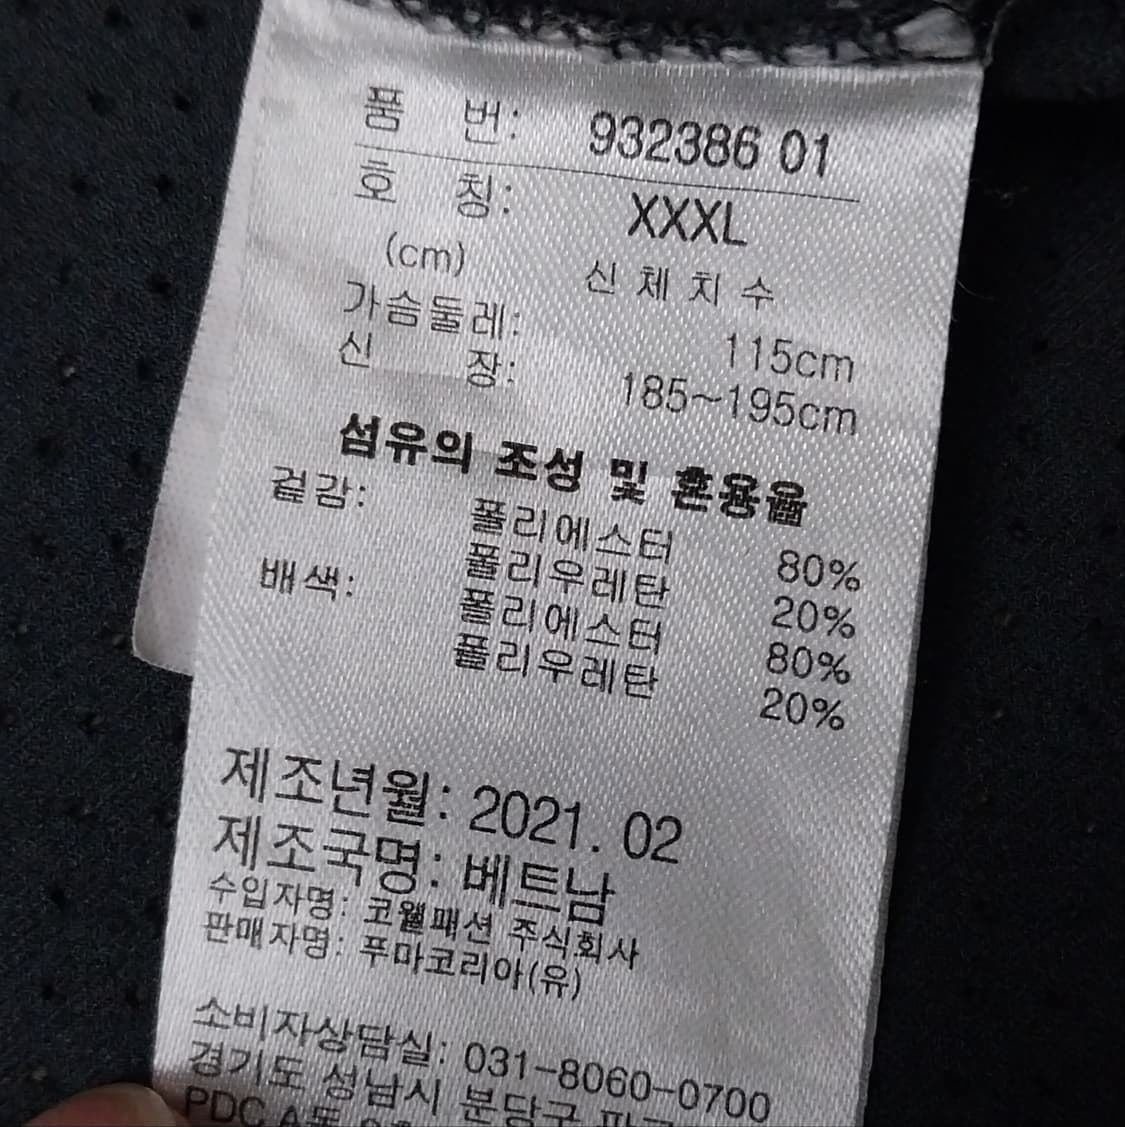 품 번: 932386 01
호 칭: XXXL
(cm) 신체치수
가슴둘레: 115cm
신 장: 185~195cm
섬유의 조성 및 혼용율
겉감: 폴리에스터 80%
폴리우레탄 20%
배색: 폴리에스터 80%
폴리우레탄 20%
제조년월: 2021. 02
제조국명: 베트남
수입자명: 코웰패션 주식회사
판매자명: 푸마코리아(유)
소비자상담실: 031-8060-0700
경기도 성남시 분당구
PDC A동